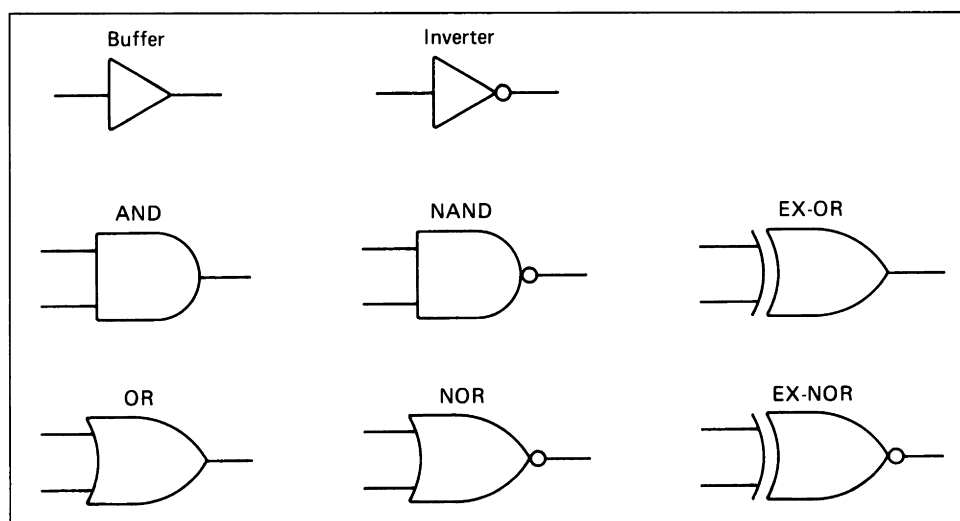 Buffer
Inverter
AND
NAND
EX-OR
OR
NOR
EX-NOR